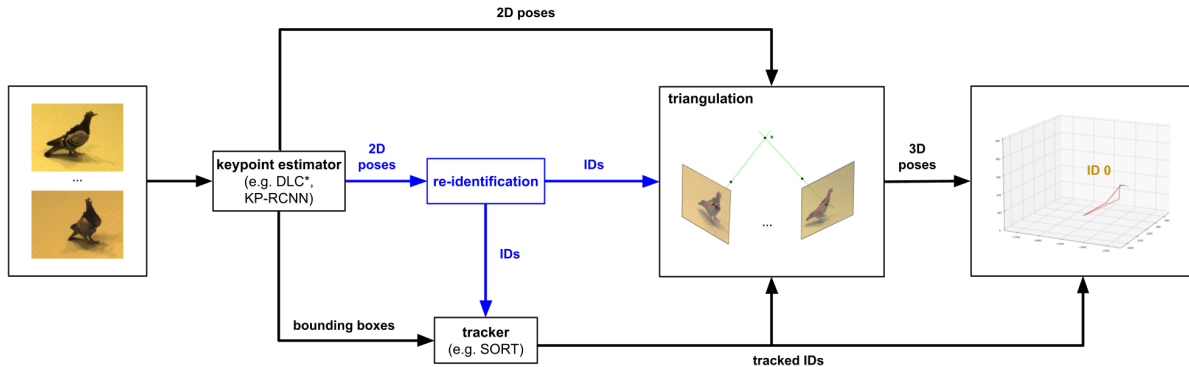 2D poses
triangulation
keypoint estimator
(e.g. DLC*,
KP-RCNN)
...
2D
poses
re-identification
IDs
3D
poses
ID 0
...
IDs
bounding boxes
tracker
(e.g. SORT)
tracked IDs